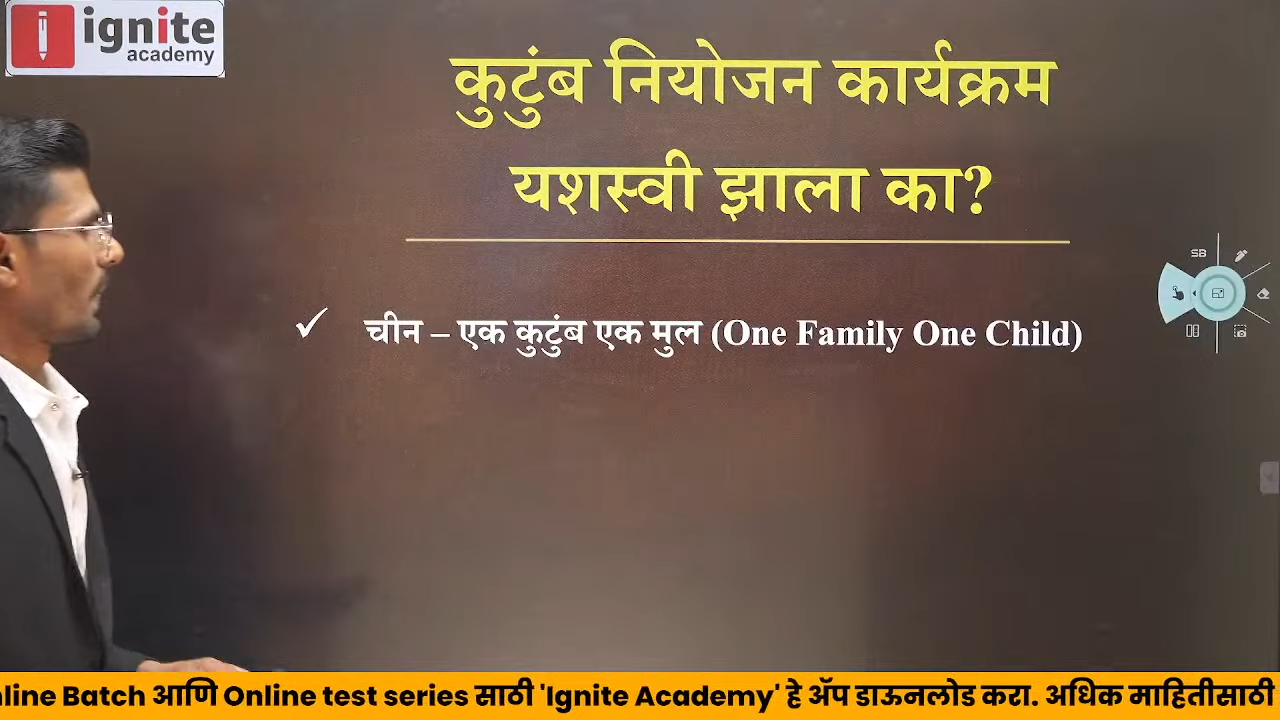 ignite
academy
कुटुंब नियोजन कार्यक्रम
यशस्वी झाला का?
SB
✓ चीन – एक कुटुंब एक मुल (One Family One Child)
nline Batch आणि Online test series साठी 'Ignite Academy' हे ॲप डाऊनलोड करा. अधिक माहितीसाठी